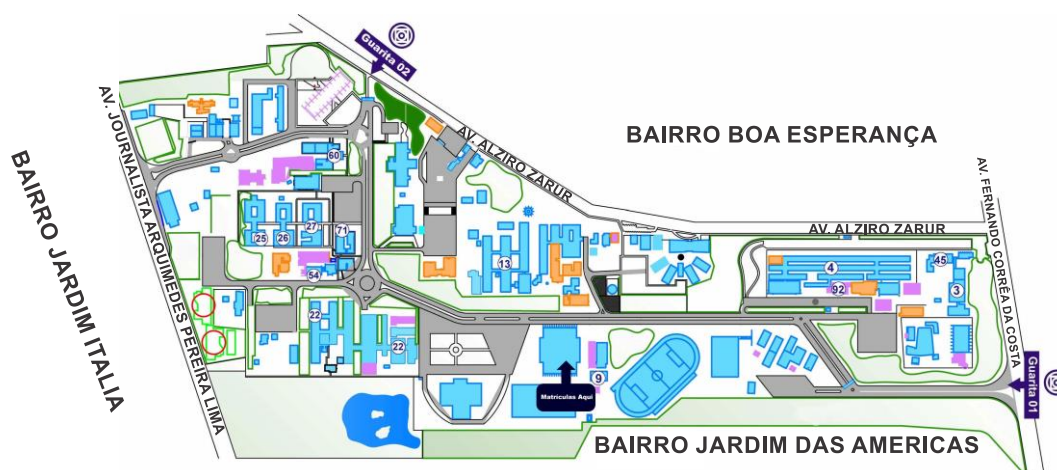 Guarita 02
AV. ALZIRO ZARUR
BAIRRO BOA ESPERANÇA
AV. JOURNALISTA ARQUIMEDES PEREIRA LIMA
BAIRRO JARDIM ITALIA
AV. FERNANDO CORRÊA DA COSTA
AV. ALZIRO ZARUR
60
25
26
27
71
54
13
4
45
92
3
22
22
9
Matrículas Aqui
Guarita 01
BAIRRO JARDIM DAS AMERICAS